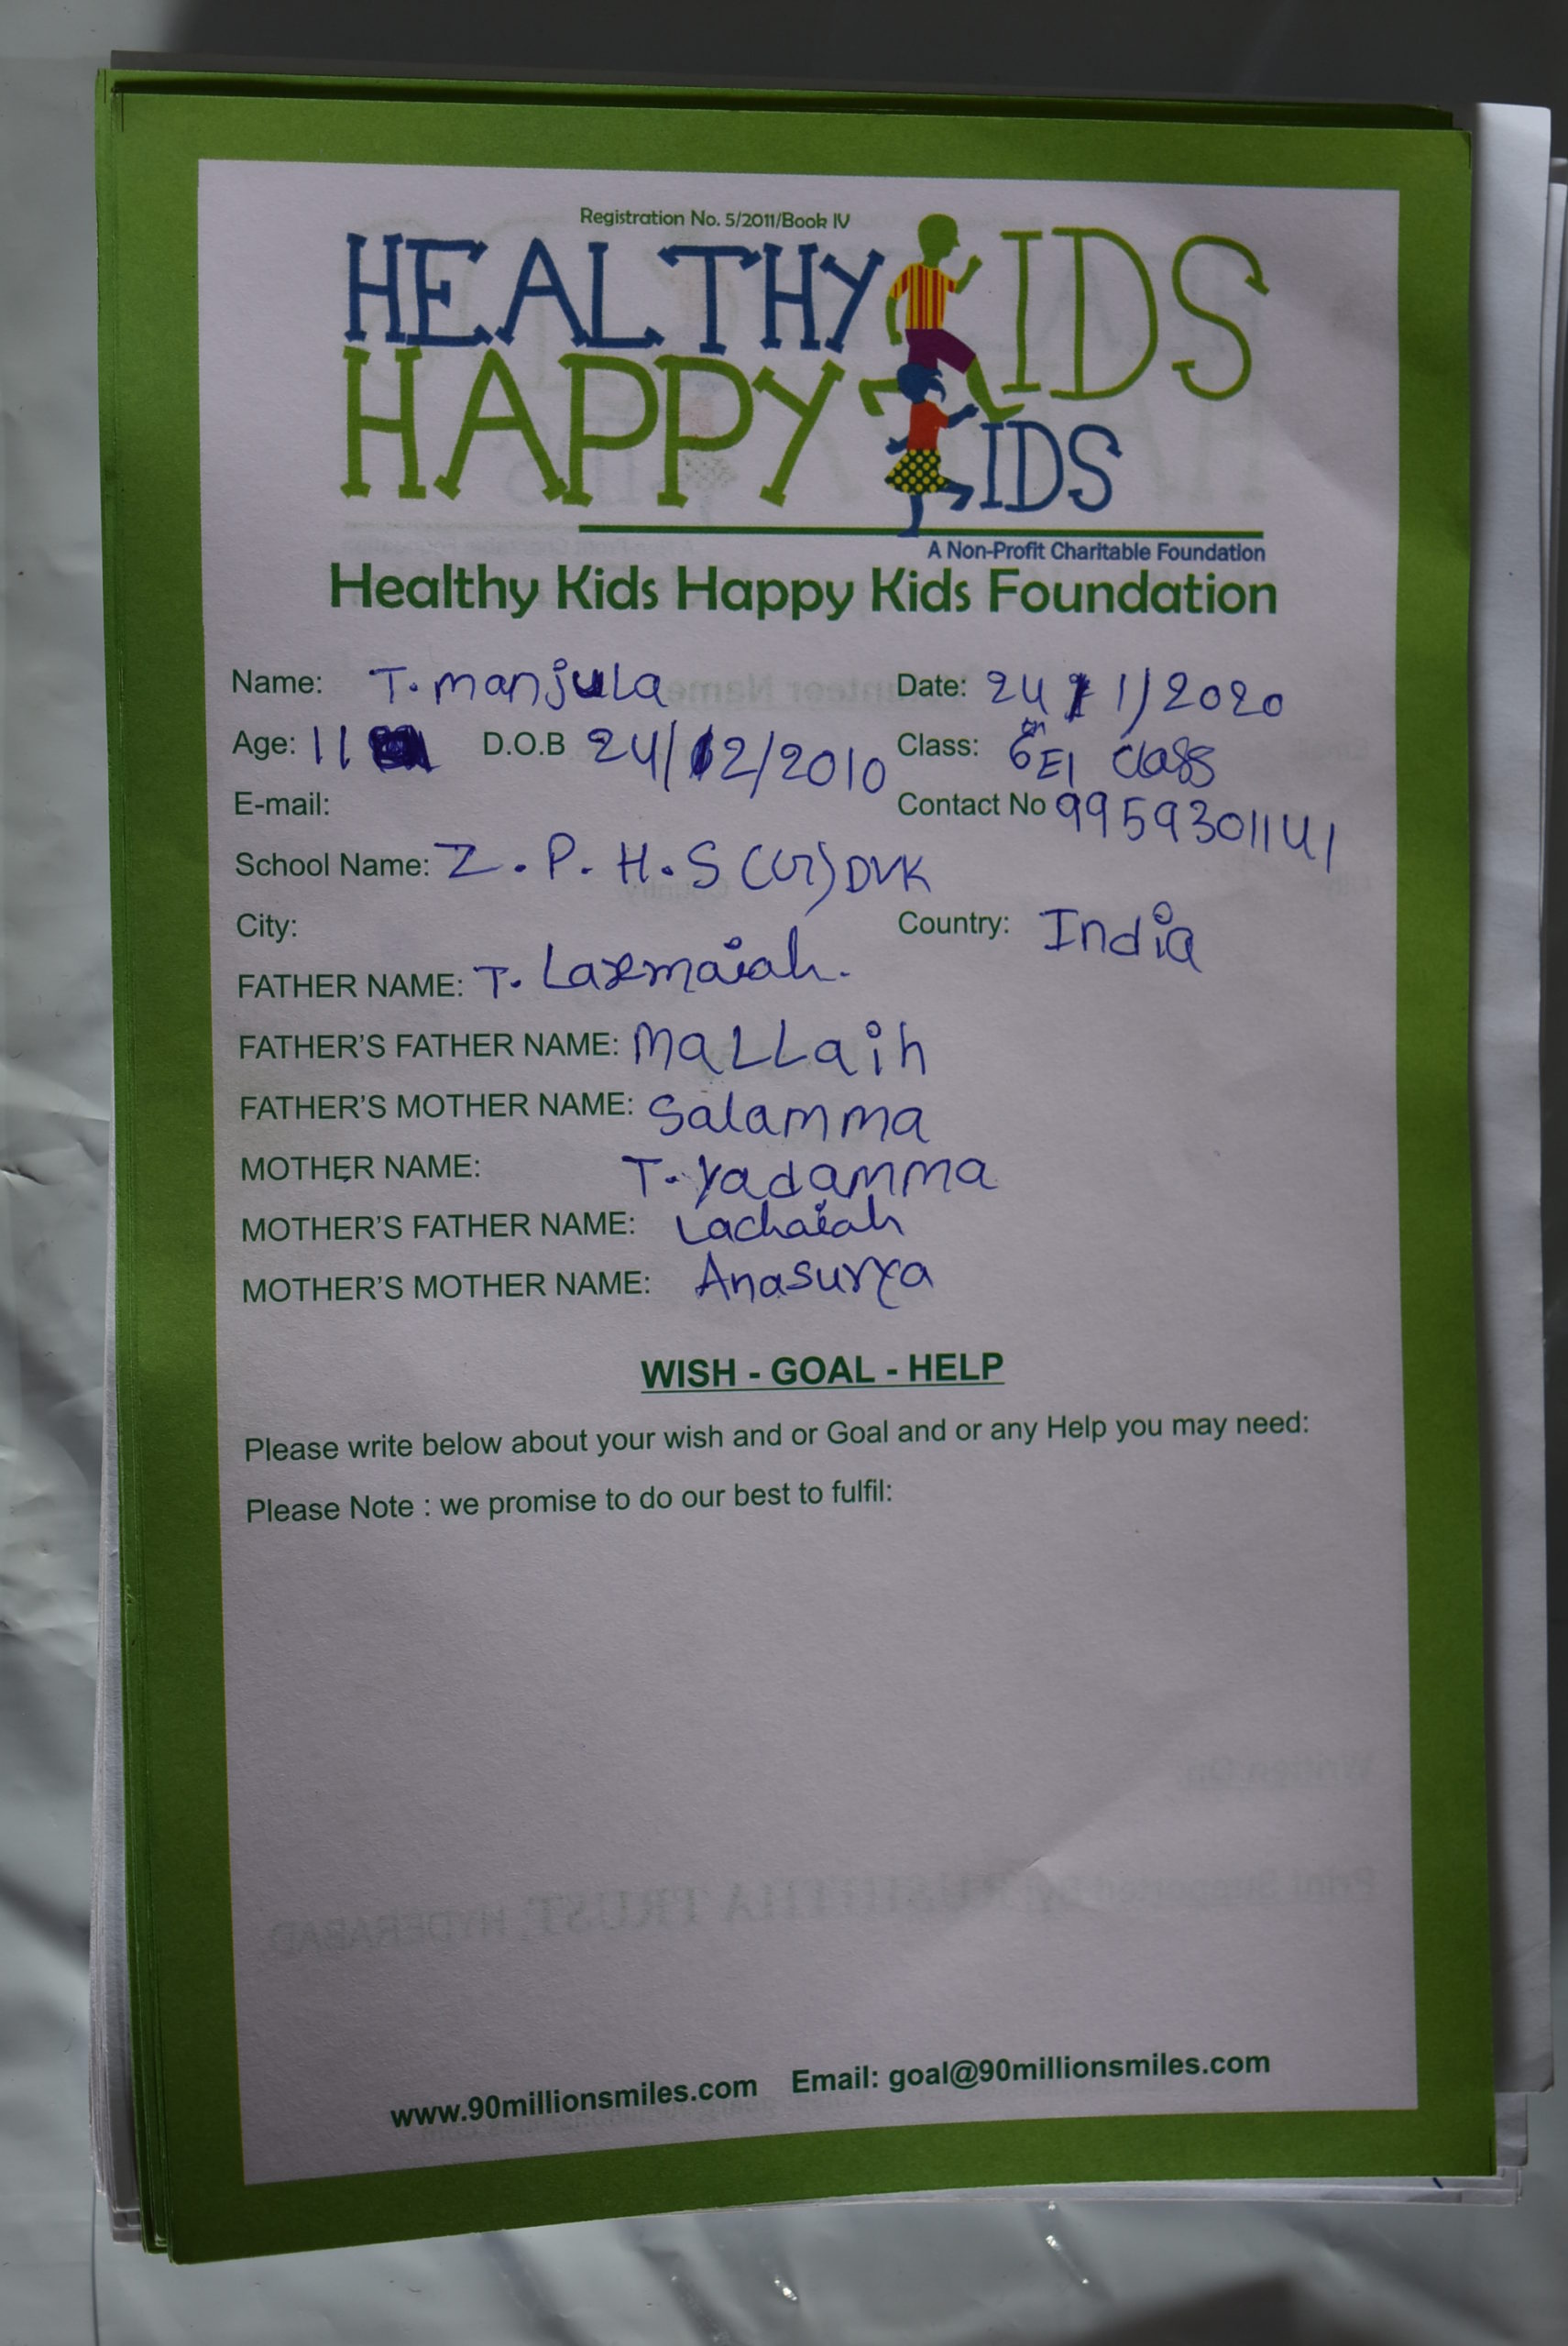 Registration No. 5/2011/Book IV
HEALTHY KIDS
HAPPY KIDS
A Non-Profit Charitable Foundation
Healthy Kids Happy Kids Foundation
Name: T. manjula Date: 24 1/2020
Age: 11 D.O.B 24/12/2010 Class: 6th E1 class
E-mail: Contact No 9959301141
School Name: Z.P.H.S (G) DVK
City: Country: India
FATHER NAME: T. Laxmaiah.
FATHER'S FATHER NAME: maLLaih
FATHER'S MOTHER NAME: Salamma
MOTHER NAME: T. Yadamma
MOTHER'S FATHER NAME: Lachaiah
MOTHER'S MOTHER NAME: Anasurya
WISH - GOAL - HELP
Please write below about your wish and or Goal and or any Help you may need:
Please Note : we promise to do our best to fulfil:
www.90millionsmiles.com Email: goal@90millionsmiles.com